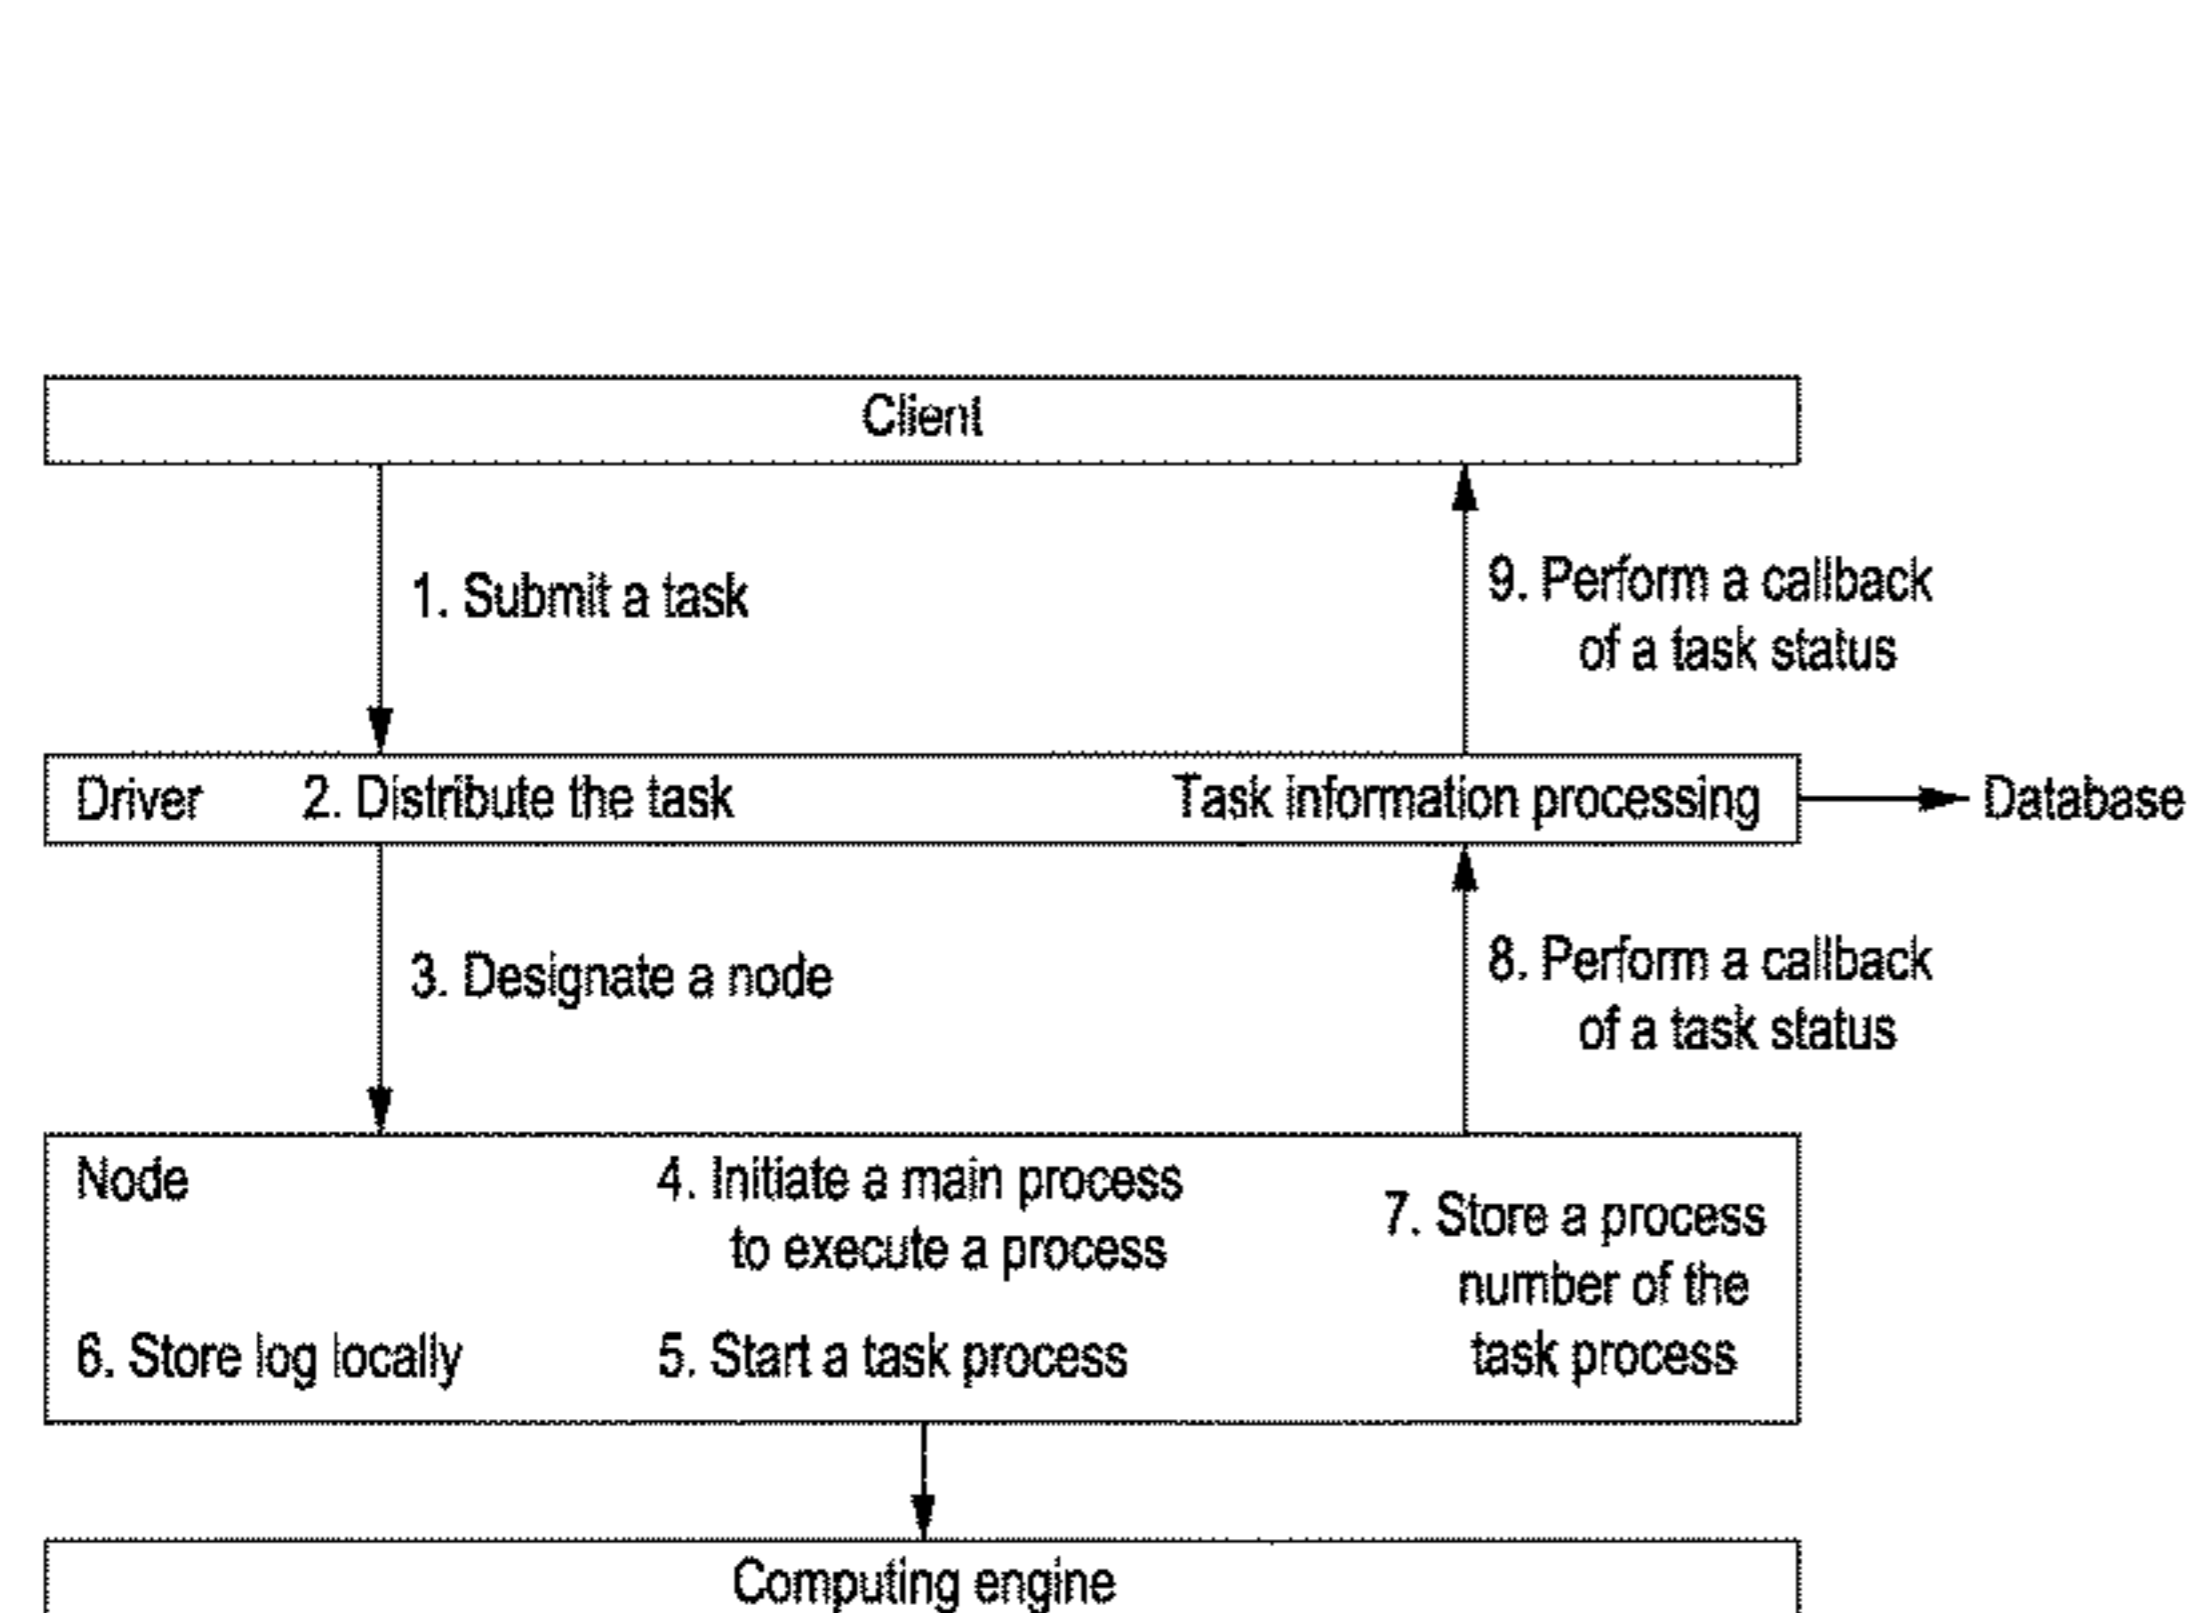 Client
1. Submit a task
9. Perform a callback
of a task status
Driver
2. Distribute the task
Task information processing
Database
3. Designate a node
8. Perform a callback
of a task status
Node
4. Initiate a main process
to execute a process
7. Store a process
number of the
task process
6. Store log locally
5. Start a task process
Computing engine